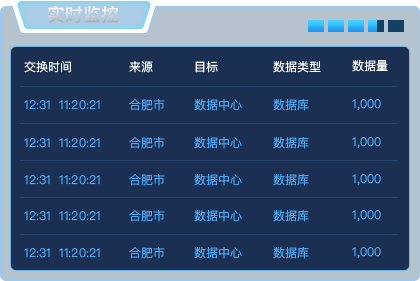 实时监控
交换时间 来源 目标 数据类型 数据量
12:31 11:20:21 合肥市 数据中心 数据库 1,000
12:31 11:20:21 合肥市 数据中心 数据库 1,000
12:31 11:20:21 合肥市 数据中心 数据库 1,000
12:31 11:20:21 合肥市 数据中心 数据库 1,000
12:31 11:20:21 合肥市 数据中心 数据库 1,000